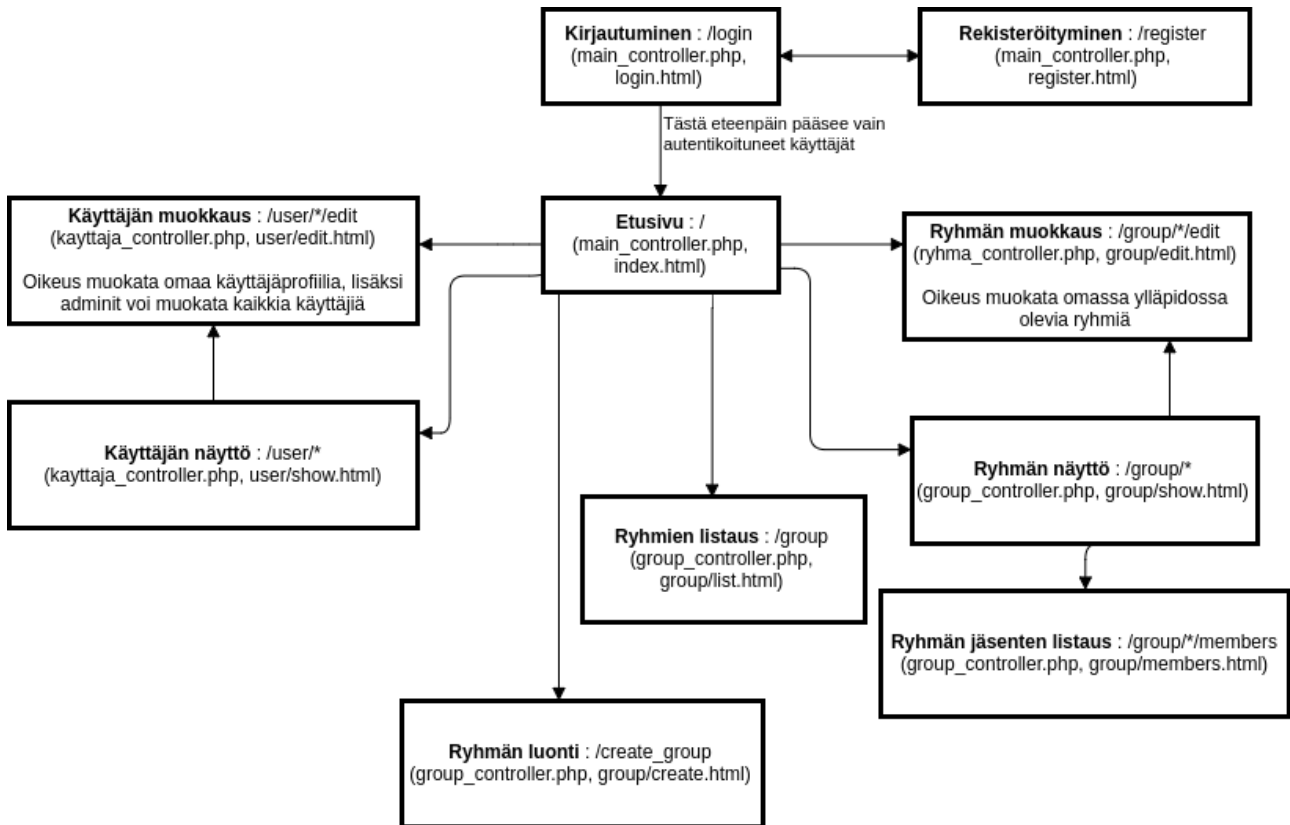 Kirjautuminen : /login
(main_controller.php,
login.html)
Rekisteröityminen : /register
(main_controller.php,
register.html)
Tästä eteenpäin pääsee vain
autentikoituneet käyttäjät
Käyttäjän muokkaus : /user/*/edit
(kayttaja_controller.php, user/edit.html)
Oikeus muokata omaa käyttäjäprofiilia, lisäksi
adminit voi muokata kaikkia käyttäjiä
Etusivu : /
(main_controller.php,
index.html)
Ryhmän muokkaus : /group/*/edit
(ryhma_controller.php, group/edit.html)
Oikeus muokata omassa ylläpidossa
olevia ryhmiä
Käyttäjän näyttö : /user/*
(kayttaja_controller.php, user/show.html)
Ryhmän näyttö : /group/*
(group_controller.php, group/show.html)
Ryhmien listaus : /group
(group_controller.php,
group/list.html)
Ryhmän jäsenten listaus : /group/*/members
(group_controller.php, group/members.html)
Ryhmän luonti : /create_group
(group_controller.php, group/create.html)